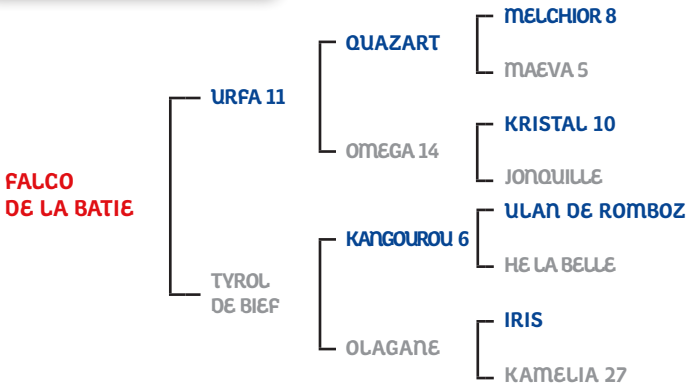 FALCO
DE LA BATIE
URFA 11
TYROL
DE BIEF
QUAZART
OMEGA 14
KANGOUROU 6
OLAGANE
MELCHIOR 8
MAEVA 5
KRISTAL 10
JONQUILLE
ULAN DE ROMBOZ
HE LA BELLE
IRIS
KAMELIA 27